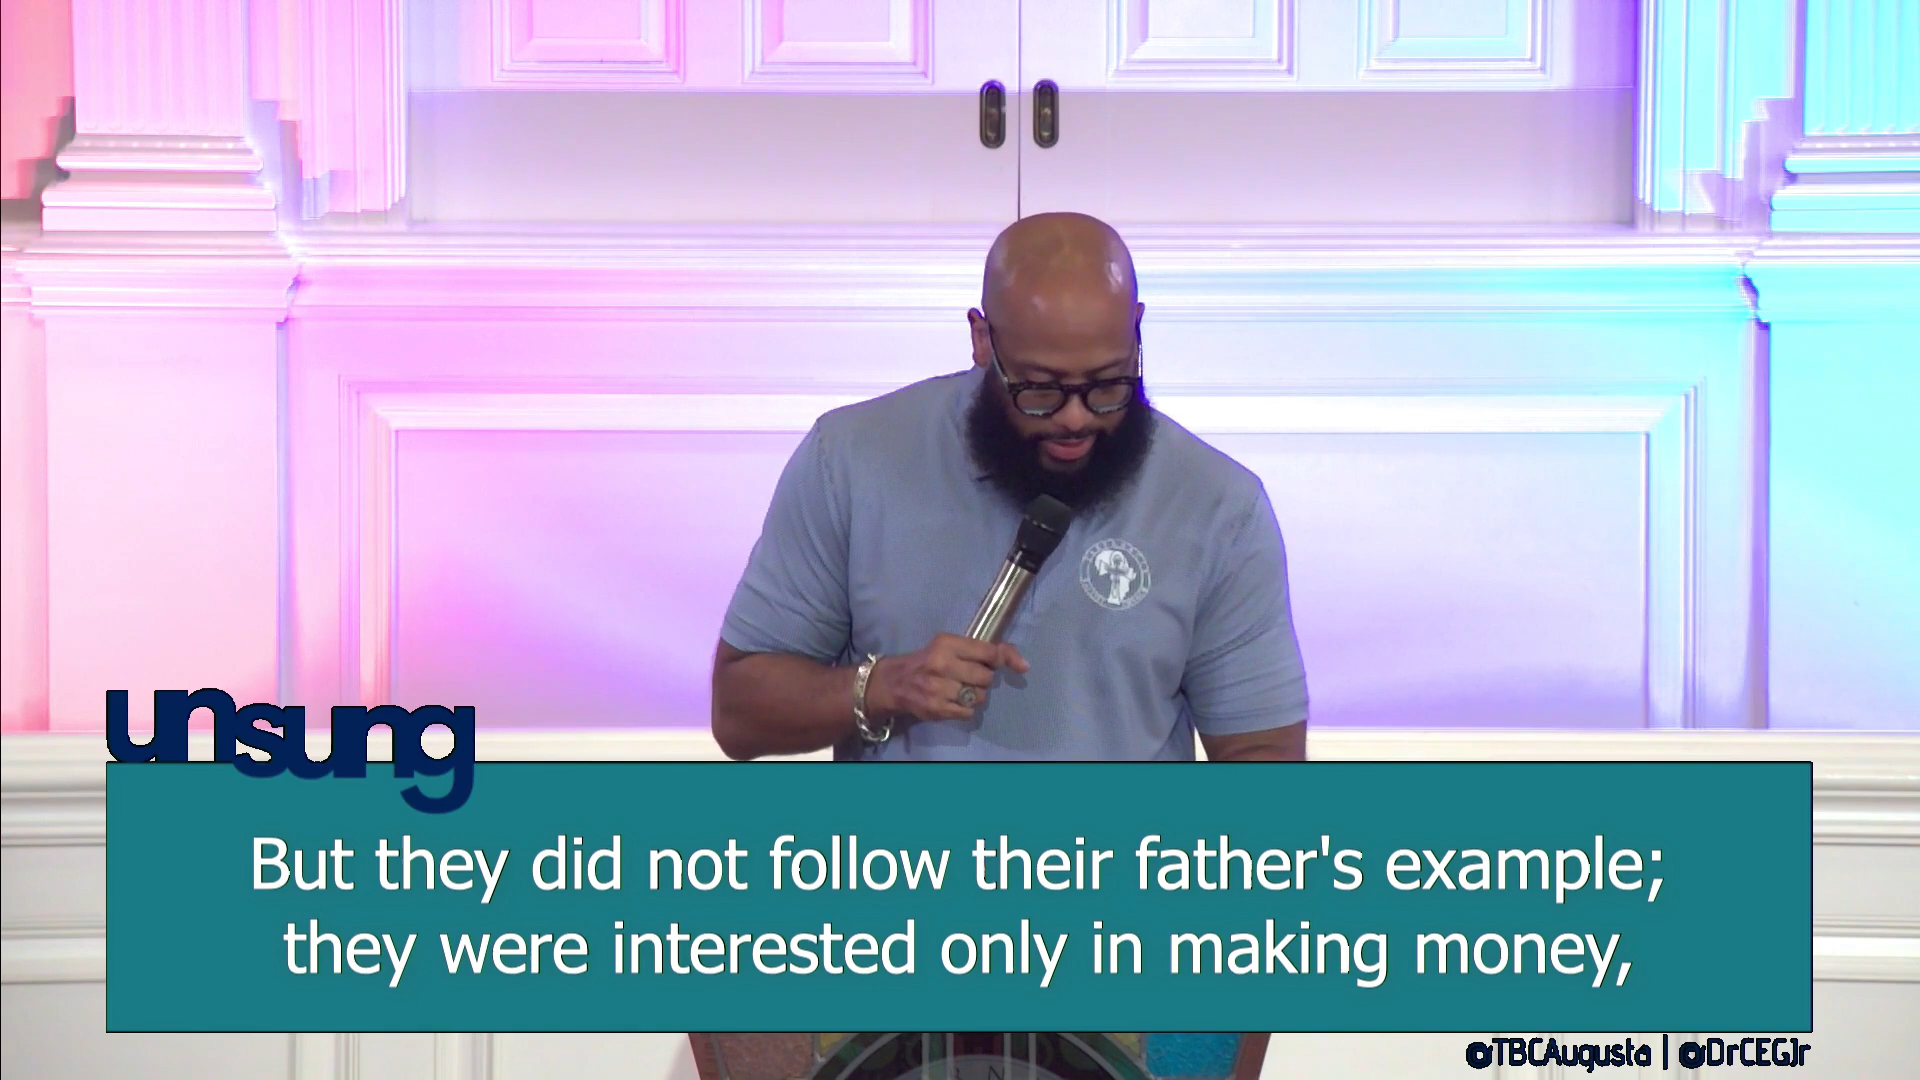 unsung
But they did not follow their father's example;
they were interested only in making money,
@TBCAugusta | @DrCEGJr